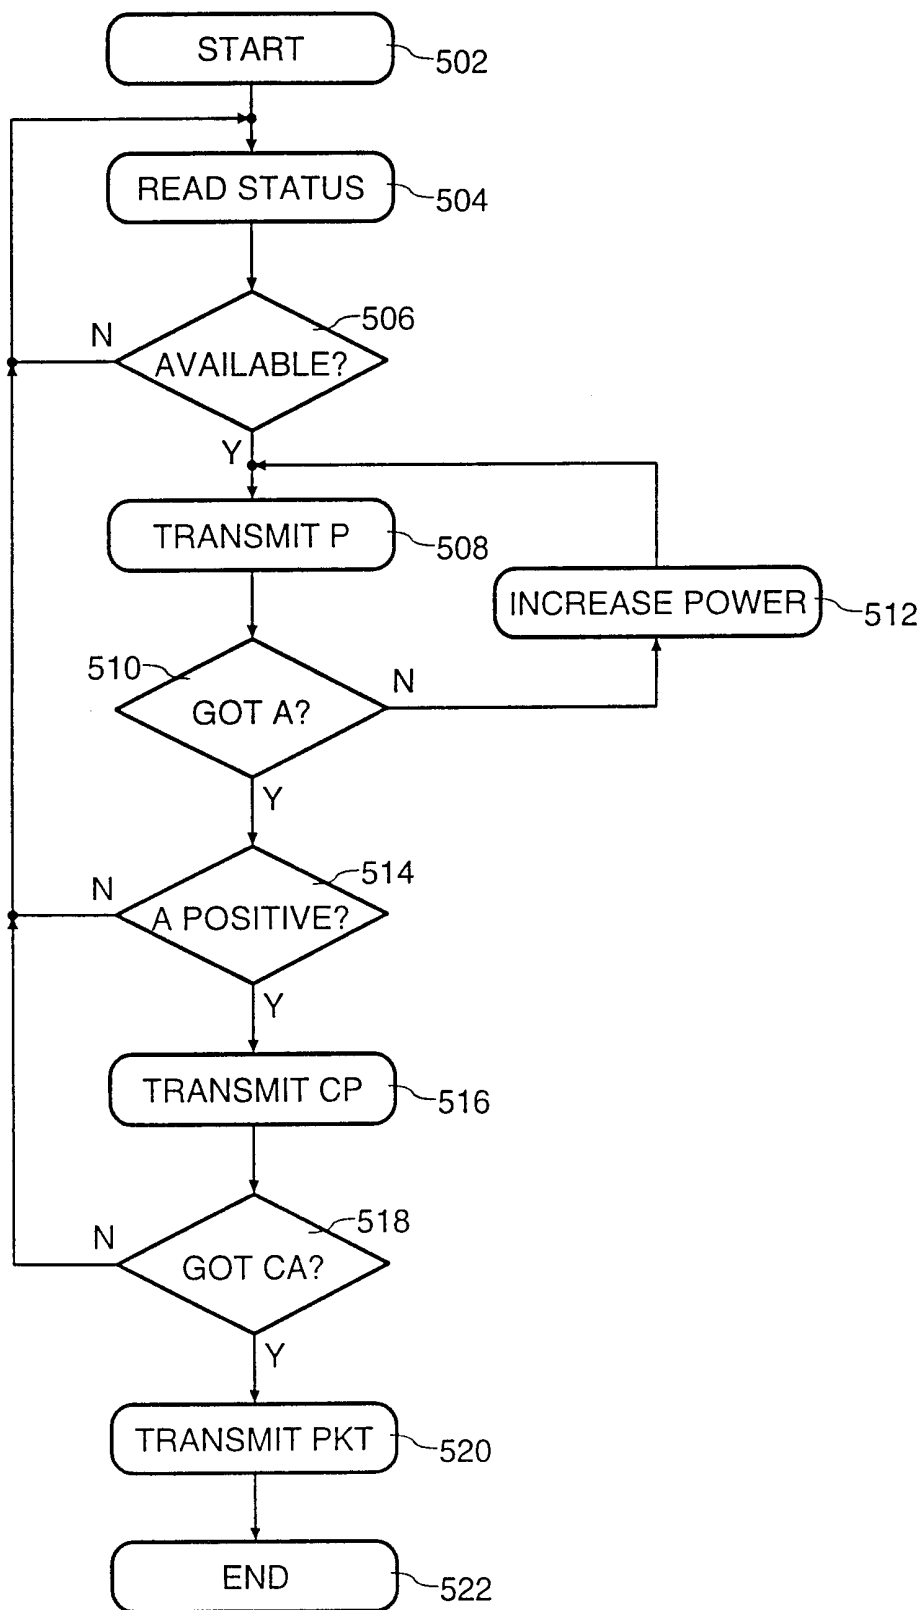 START
502
READ STATUS
504
506
N
AVAILABLE?
Y
TRANSMIT P
508
INCREASE POWER
512
510
N
GOT A?
Y
514
N
A POSITIVE?
Y
TRANSMIT CP
516
518
N
GOT CA?
Y
TRANSMIT PKT
520
END
522